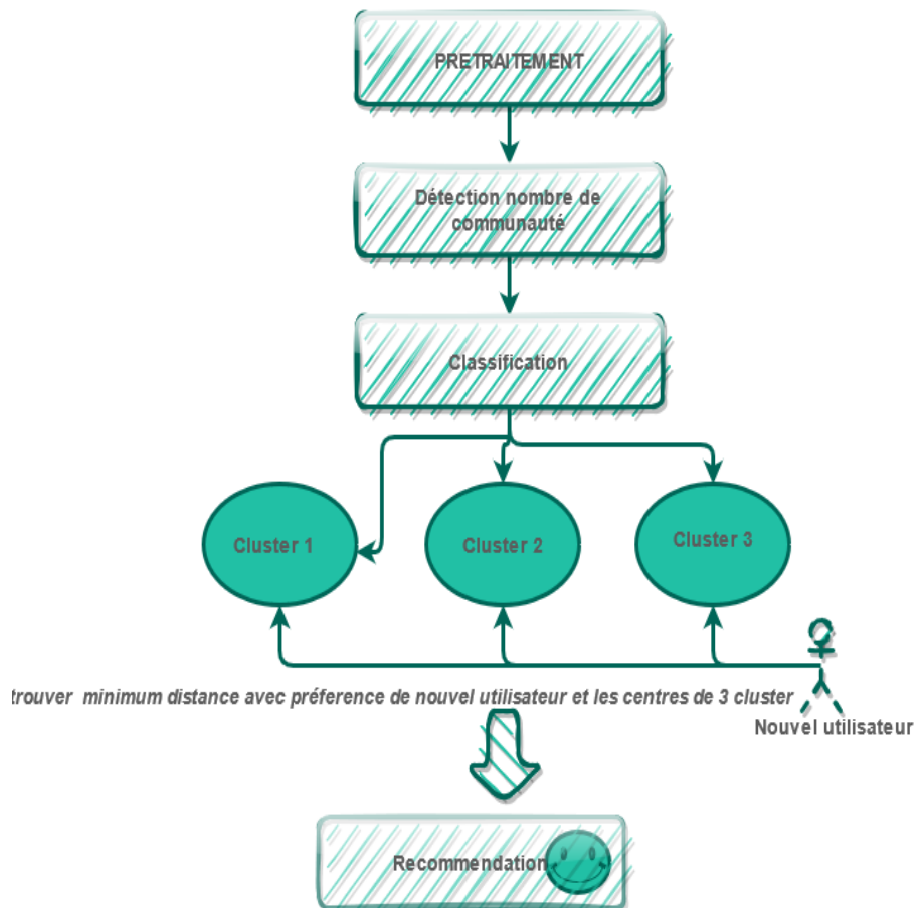 PRETRAITEMENT
Détection nombre de
communauté
Classification
Cluster 1
Cluster 2
Cluster 3
trouver minimum distance avec préference de nouvel utilisateur et les centres de 3 cluster
Nouvel utilisateur
Recommendation